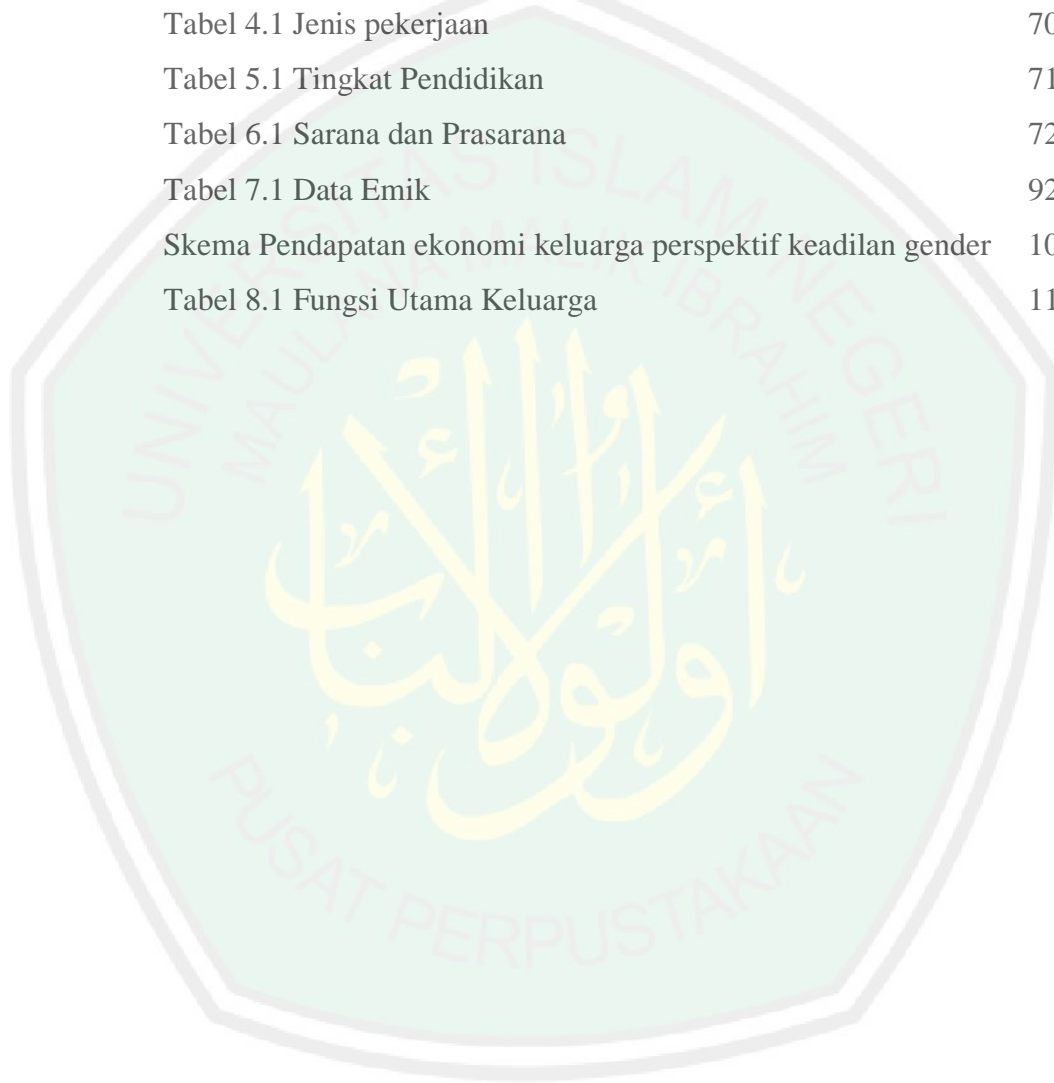 Tabel 4.1 Jenis pekerjaan 70
Tabel 5.1 Tingkat Pendidikan 71
Tabel 6.1 Sarana dan Prasarana 72
Tabel 7.1 Data Emik 92
Skema Pendapatan ekonomi keluarga perspektif keadilan gender 10
Tabel 8.1 Fungsi Utama Keluarga 11
UNIVERSITAS ISLAM NEGERI
MAULANA MALIK IBRAHIM
أولوا الألباب
PUSAT PERPUSTAKAAN